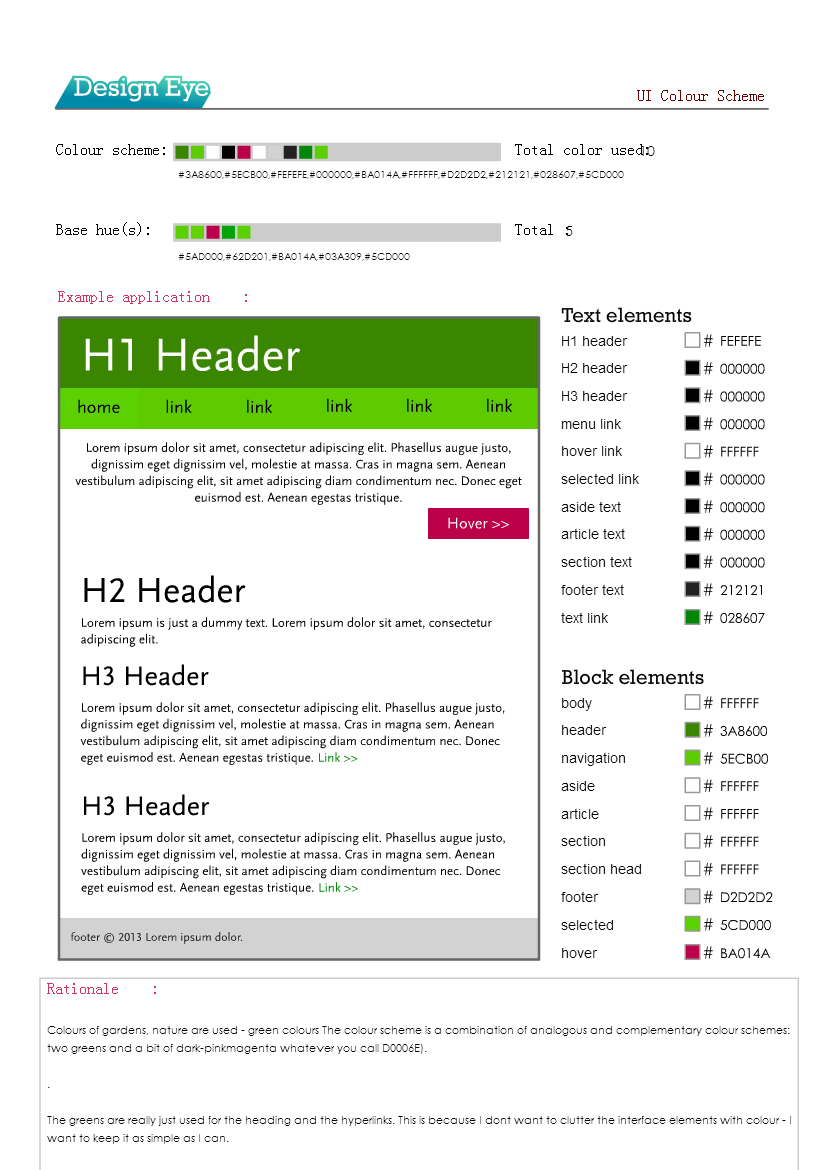 Design Eye
UI Colour Scheme
Colour scheme:
Total color used:
#3A8600,#5ECB00,#FEFEFE,#000000,#BA014A,#FFFFFF,#D2D2D2,#212121,#028607,#5CD000
Base hue(s):
Total 5
#5AD000,#62D201,#BA014A,#03A309,#5CD000
Example application :
H1 Header
home link link link link link
Lorem ipsum dolor sit amet, consectetur adipiscing elit. Phasellus augue justo,
dignissim eget dignissim vel, molestie at massa. Cras in magna sem. Aenean
vestibulum adipiscing elit, sit amet adipiscing diam condimentum nec. Donec eget
euismod est. Aenean egestas tristique.
Hover >>
H2 Header
Lorem ipsum is just a dummy text. Lorem ipsum dolor sit amet, consectetur
adipiscing elit.
H3 Header
Lorem ipsum dolor sit amet, consectetur adipiscing elit. Phasellus augue justo,
dignissim eget dignissim vel, molestie at massa. Cras in magna sem. Aenean
vestibulum adipiscing elit, sit amet adipiscing diam condimentum nec. Donec
eget euismod est. Aenean egestas tristique. Link >>
H3 Header
Lorem ipsum dolor sit amet, consectetur adipiscing elit. Phasellus augue justo,
dignissim eget dignissim vel, molestie at massa. Cras in magna sem. Aenean
vestibulum adipiscing elit, sit amet adipiscing diam condimentum nec. Donec
eget euismod est. Aenean egestas tristique. Link >>
footer © 2013 Lorem ipsum dolor.
Text elements
H1 header # FEFEFE
H2 header # 000000
H3 header # 000000
menu link # 000000
hover link # FFFFFF
selected link # 000000
aside text # 000000
article text # 000000
section text # 000000
footer text # 212121
text link # 028607
Block elements
body # FFFFFF
header # 3A8600
navigation # 5ECB00
aside # FFFFFF
article # FFFFFF
section # FFFFFF
section head # FFFFFF
footer # D2D2D2
selected # 5CD000
hover # BA014A
Rationale :
Colours of gardens, nature are used - green colours The colour scheme is a combination of analogous and complementary colour schemes:
two greens and a bit of dark-pinkmagenta whatever you call D0006E).
.
The greens are really just used for the heading and the hyperlinks. This is because I dont want to clutter the interface elements with colour - I
want to keep it as simple as I can.